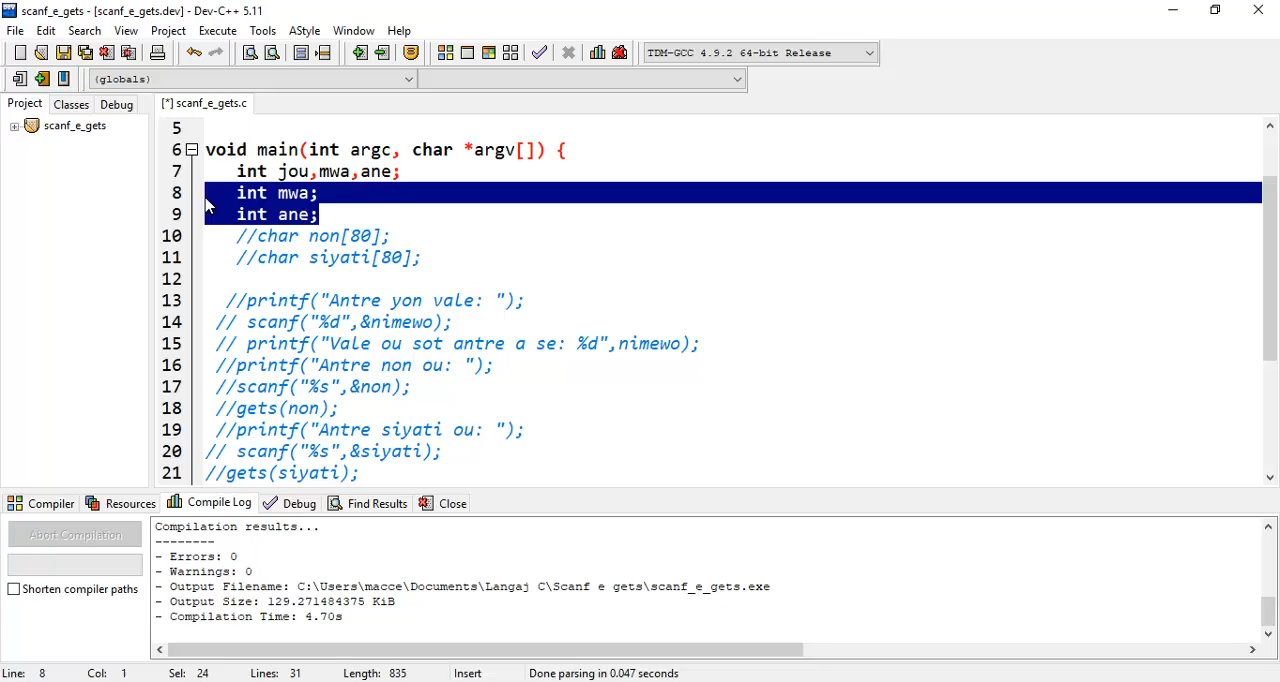 scanf_e_gets - [scanf_e_gets.dev] - Dev-C++ 5.11
File Edit Search View Project Execute Tools AStyle Window Help
TDM-GCC 4.9.2 64-bit Release
(globals)
Project Classes Debug [*] scanf_e_gets.c
scanf_e_gets
5
6 void main(int argc, char *argv[]) {
7 int jou,mwa,ane;
8 int mwa;
9 int ane;
10 //char non[80];
11 //char siyati[80];
12
13 //printf("Antre yon vale: ");
14 // scanf("%d",&nimewo);
15 // printf("Vale ou sot antre a se: %d",nimewo);
16 //printf("Antre non ou: ");
17 //scanf("%s",&non);
18 //gets(non);
19 //printf("Antre siyati ou: ");
20 // scanf("%s",&siyati);
21 //gets(siyati);
Compiler Resources Compile Log Debug Find Results Close
Abort Compilation
Shorten compiler paths
Compilation results...
--------
- Errors: 0
- Warnings: 0
- Output Filename: C:\Users\macce\Documents\Langaj C\Scanf e gets\scanf_e_gets.exe
- Output Size: 129.271484375 KiB
- Compilation Time: 4.70s
Line: 8 Col: 1 Sel: 24 Lines: 31 Length: 835 Insert Done parsing in 0.047 seconds